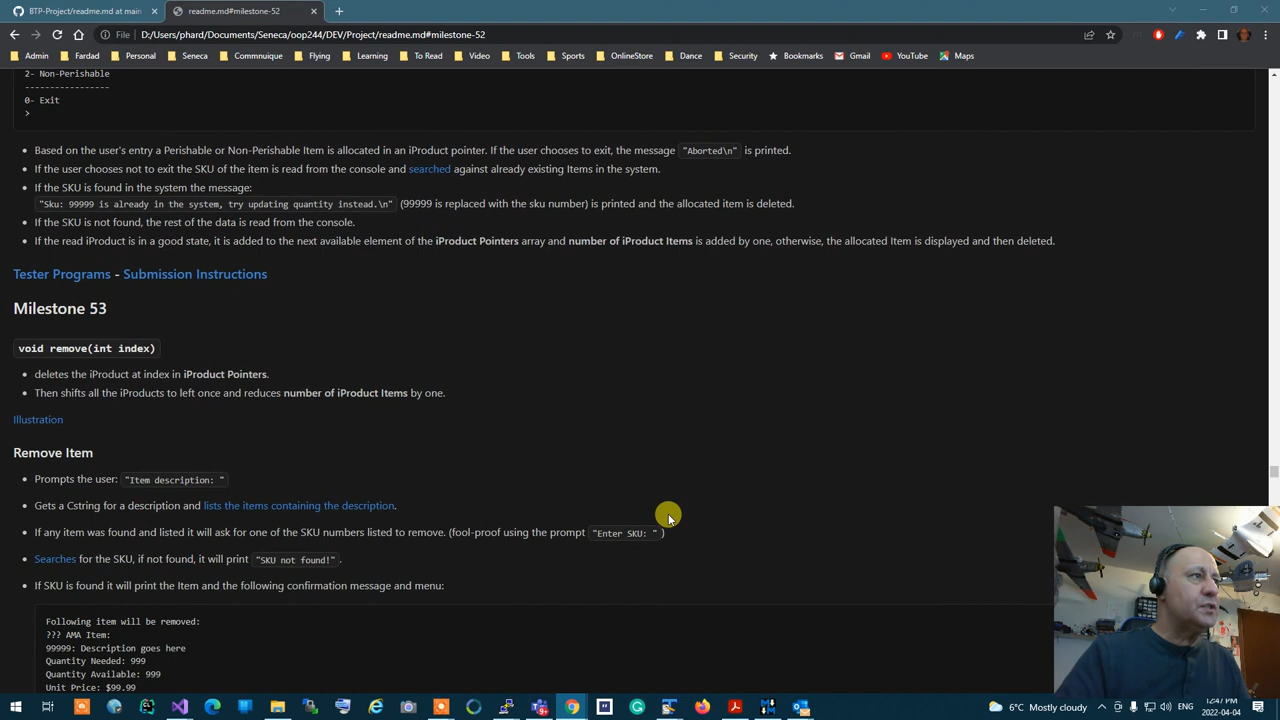 BTP-Project/readme.md at main
readme.md#milestone-52
File
D:/Users/phard/Documents/Seneca/oop244/DEV/Project/readme.md#milestone-52
Admin
Fardad
Personal
Seneca
Commnuique
Flying
Learning
To Read
Video
Tools
Sports
OnlineStore
Dance
Security
Bookmarks
Gmail
YouTube
Maps
2- Non-Perishable
-----------------
0- Exit
>
Based on the user's entry a Perishable or Non-Perishable Item is allocated in an iProduct pointer. If the user chooses to exit, the message "Aborted\n" is printed.
If the user chooses not to exit the SKU of the item is read from the console and searched against already existing Items in the system.
If the SKU is found in the system the message:
"Sku: 99999 is already in the system, try updating quantity instead.\n" (99999 is replaced with the sku number) is printed and the allocated item is deleted.
If the SKU is not found, the rest of the data is read from the console.
If the read iProduct is in a good state, it is added to the next available element of the iProduct Pointers array and number of iProduct Items is added by one, otherwise, the allocated Item is displayed and then deleted.
Tester Programs - Submission Instructions
Milestone 53
void remove(int index)
deletes the iProduct at index in iProduct Pointers.
Then shifts all the iProducts to left once and reduces number of iProduct Items by one.
Illustration
Remove Item
Prompts the user: "Item description: "
Gets a Cstring for a description and lists the items containing the description.
If any item was found and listed it will ask for one of the SKU numbers listed to remove. (fool-proof using the prompt "Enter SKU: " )
Searches for the SKU, if not found, it will print "SKU not found!".
If SKU is found it will print the Item and the following confirmation message and menu:
Following item will be removed:
??? AMA Item:
99999: Description goes here
Quantity Needed: 999
Quantity Available: 999
Unit Price: $99.99
6°C Mostly cloudy
12:47 PM
2022-04-04